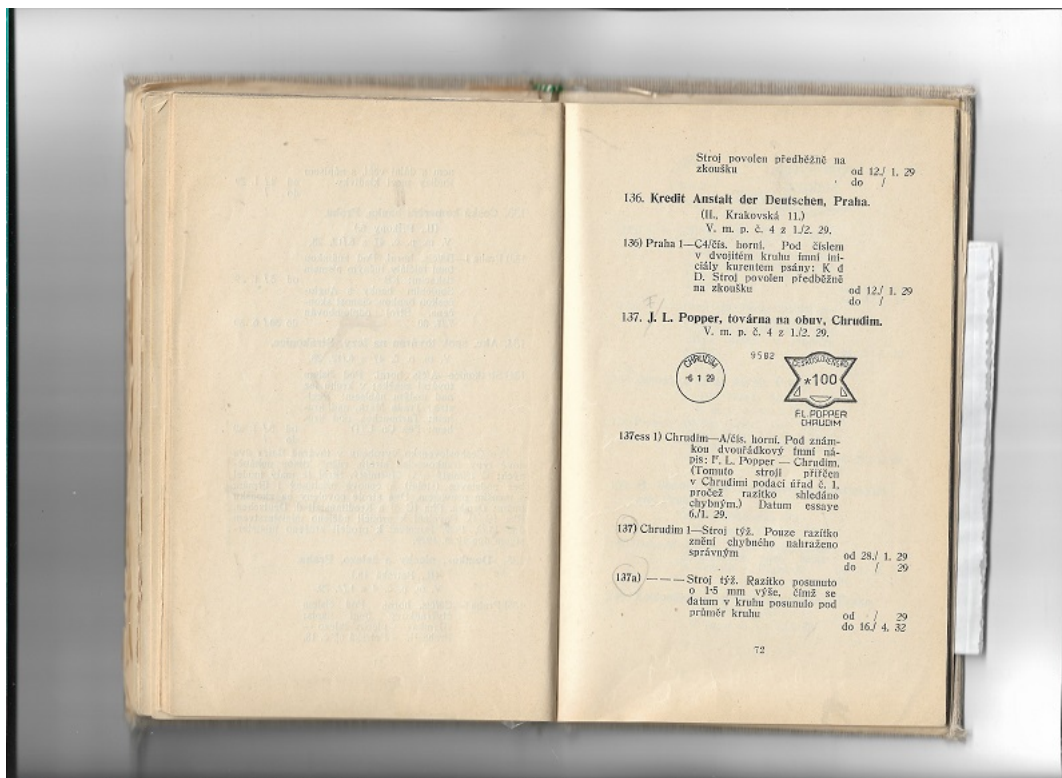 Stroj povolen předběžně na
zkoušku od 12./ 1. 29
do /
136. Kredit Anstalt der Deutschen, Praha.
(II., Krakovská 11.)
V. m. p. č. 4 z 1./2. 29.
136) Praha 1—C4/čís. horní. Pod číslem
v dvojitém kruhu fmní ini-
ciály kurentem psány: K d
D. Stroj povolen předběžně
na zkoušku od 12./ 1. 29
do /
137. J. L. Popper, továrna na obuv, Chrudim.
V. m. p. č. 4 z 1./2. 29.
CHRUDIM
-6 1 29
9582
ČESKOSLOVENSKO
*100
F.L.POPPER
CHRUDIM
137ess 1) Chrudim—A/čís. horní. Pod znám-
kou dvouřádkový fmní ná-
pis: F. L. Popper — Chrudim.
(Tomuto stroji přiřčen
v Chrudimi podací úřad č. 1,
pročež razítko shledáno
chybným.) Datum essaye
6./1. 29.
137) Chrudim 1—Stroj týž. Pouze razítko
znění chybného nahraženo
správným od 28./ 1. 29
do / 29
137a) — — — Stroj týž. Razítko posunuto
o 1·5 mm výše, čímž se
datum v kruhu posunulo pod
průměr kruhu od / 29
do 16./ 4. 32
72